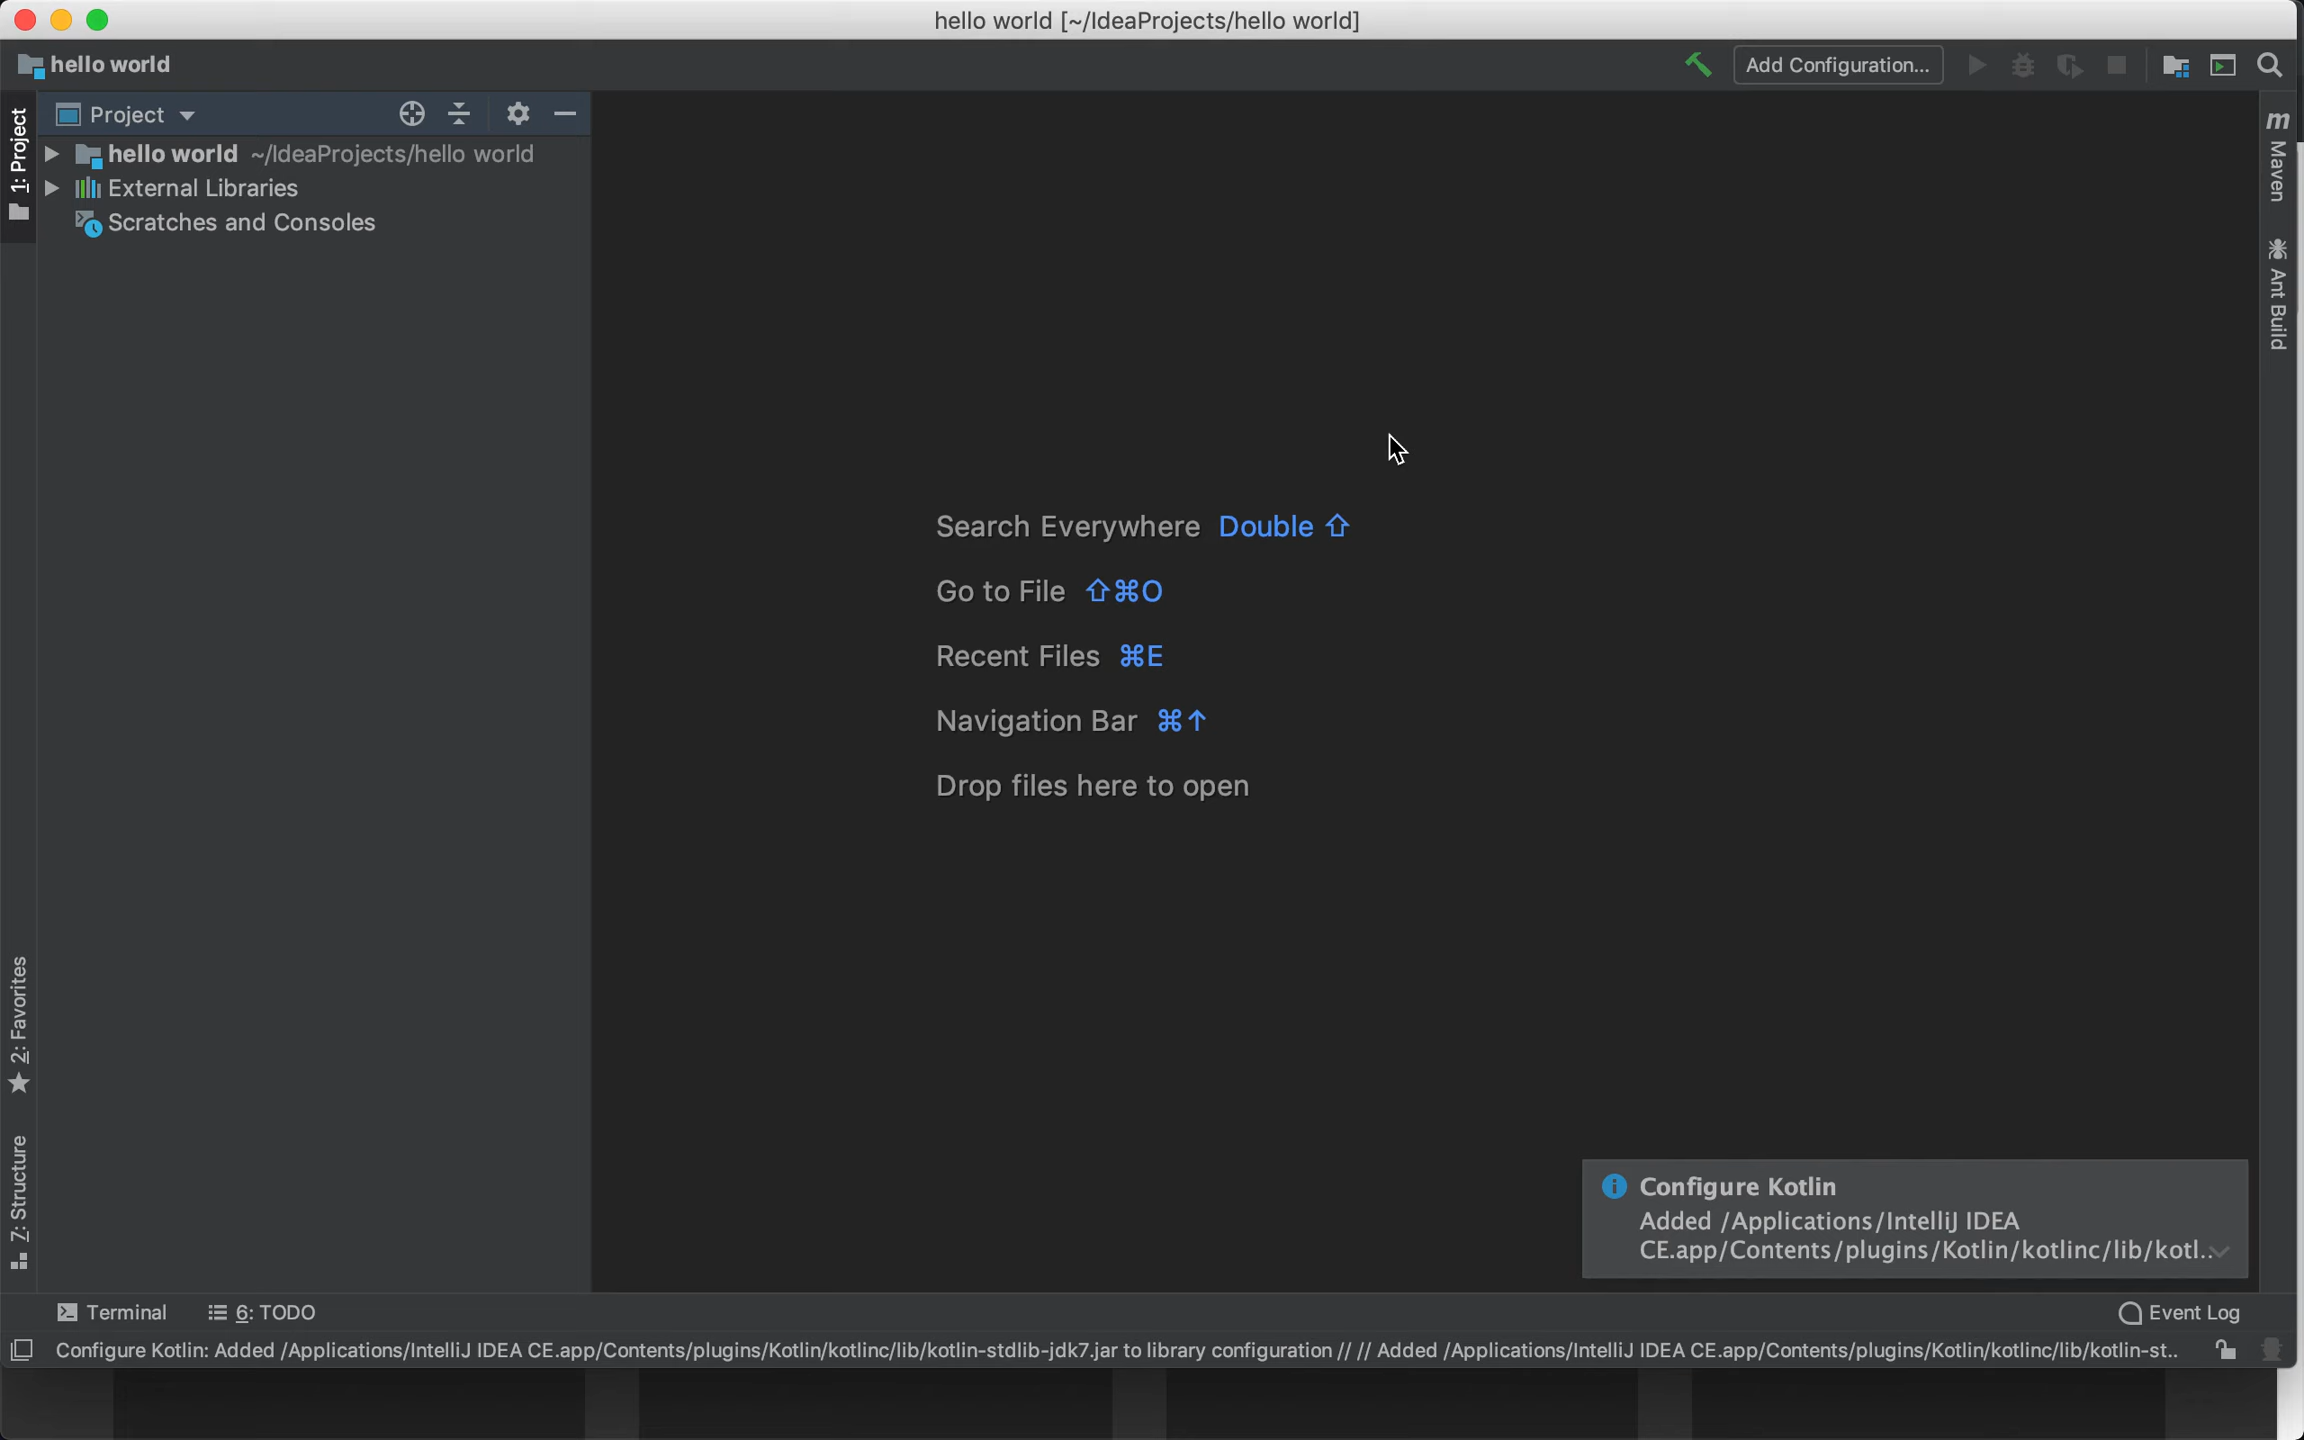 hello world [~/IdeaProjects/hello world]
hello world
Add Configuration...
1: Project
Project
hello world ~/IdeaProjects/hello world
External Libraries
Scratches and Consoles
m
Maven
Ant Build
Search Everywhere Double ⇧
Go to File ⇧⌘O
Recent Files ⌘E
Navigation Bar ⌘↑
Drop files here to open
2: Favorites
7: Structure
Configure Kotlin
Added /Applications/IntelliJ IDEA
CE.app/Contents/plugins/Kotlin/kotlinc/lib/kotl...
Terminal
6: TODO
Event Log
Configure Kotlin: Added /Applications/IntelliJ IDEA CE.app/Contents/plugins/Kotlin/kotlinc/lib/kotlin-stdlib-jdk7.jar to library configuration // // Added /Applications/IntelliJ IDEA CE.app/Contents/plugins/Kotlin/kotlinc/lib/kotlin-st..